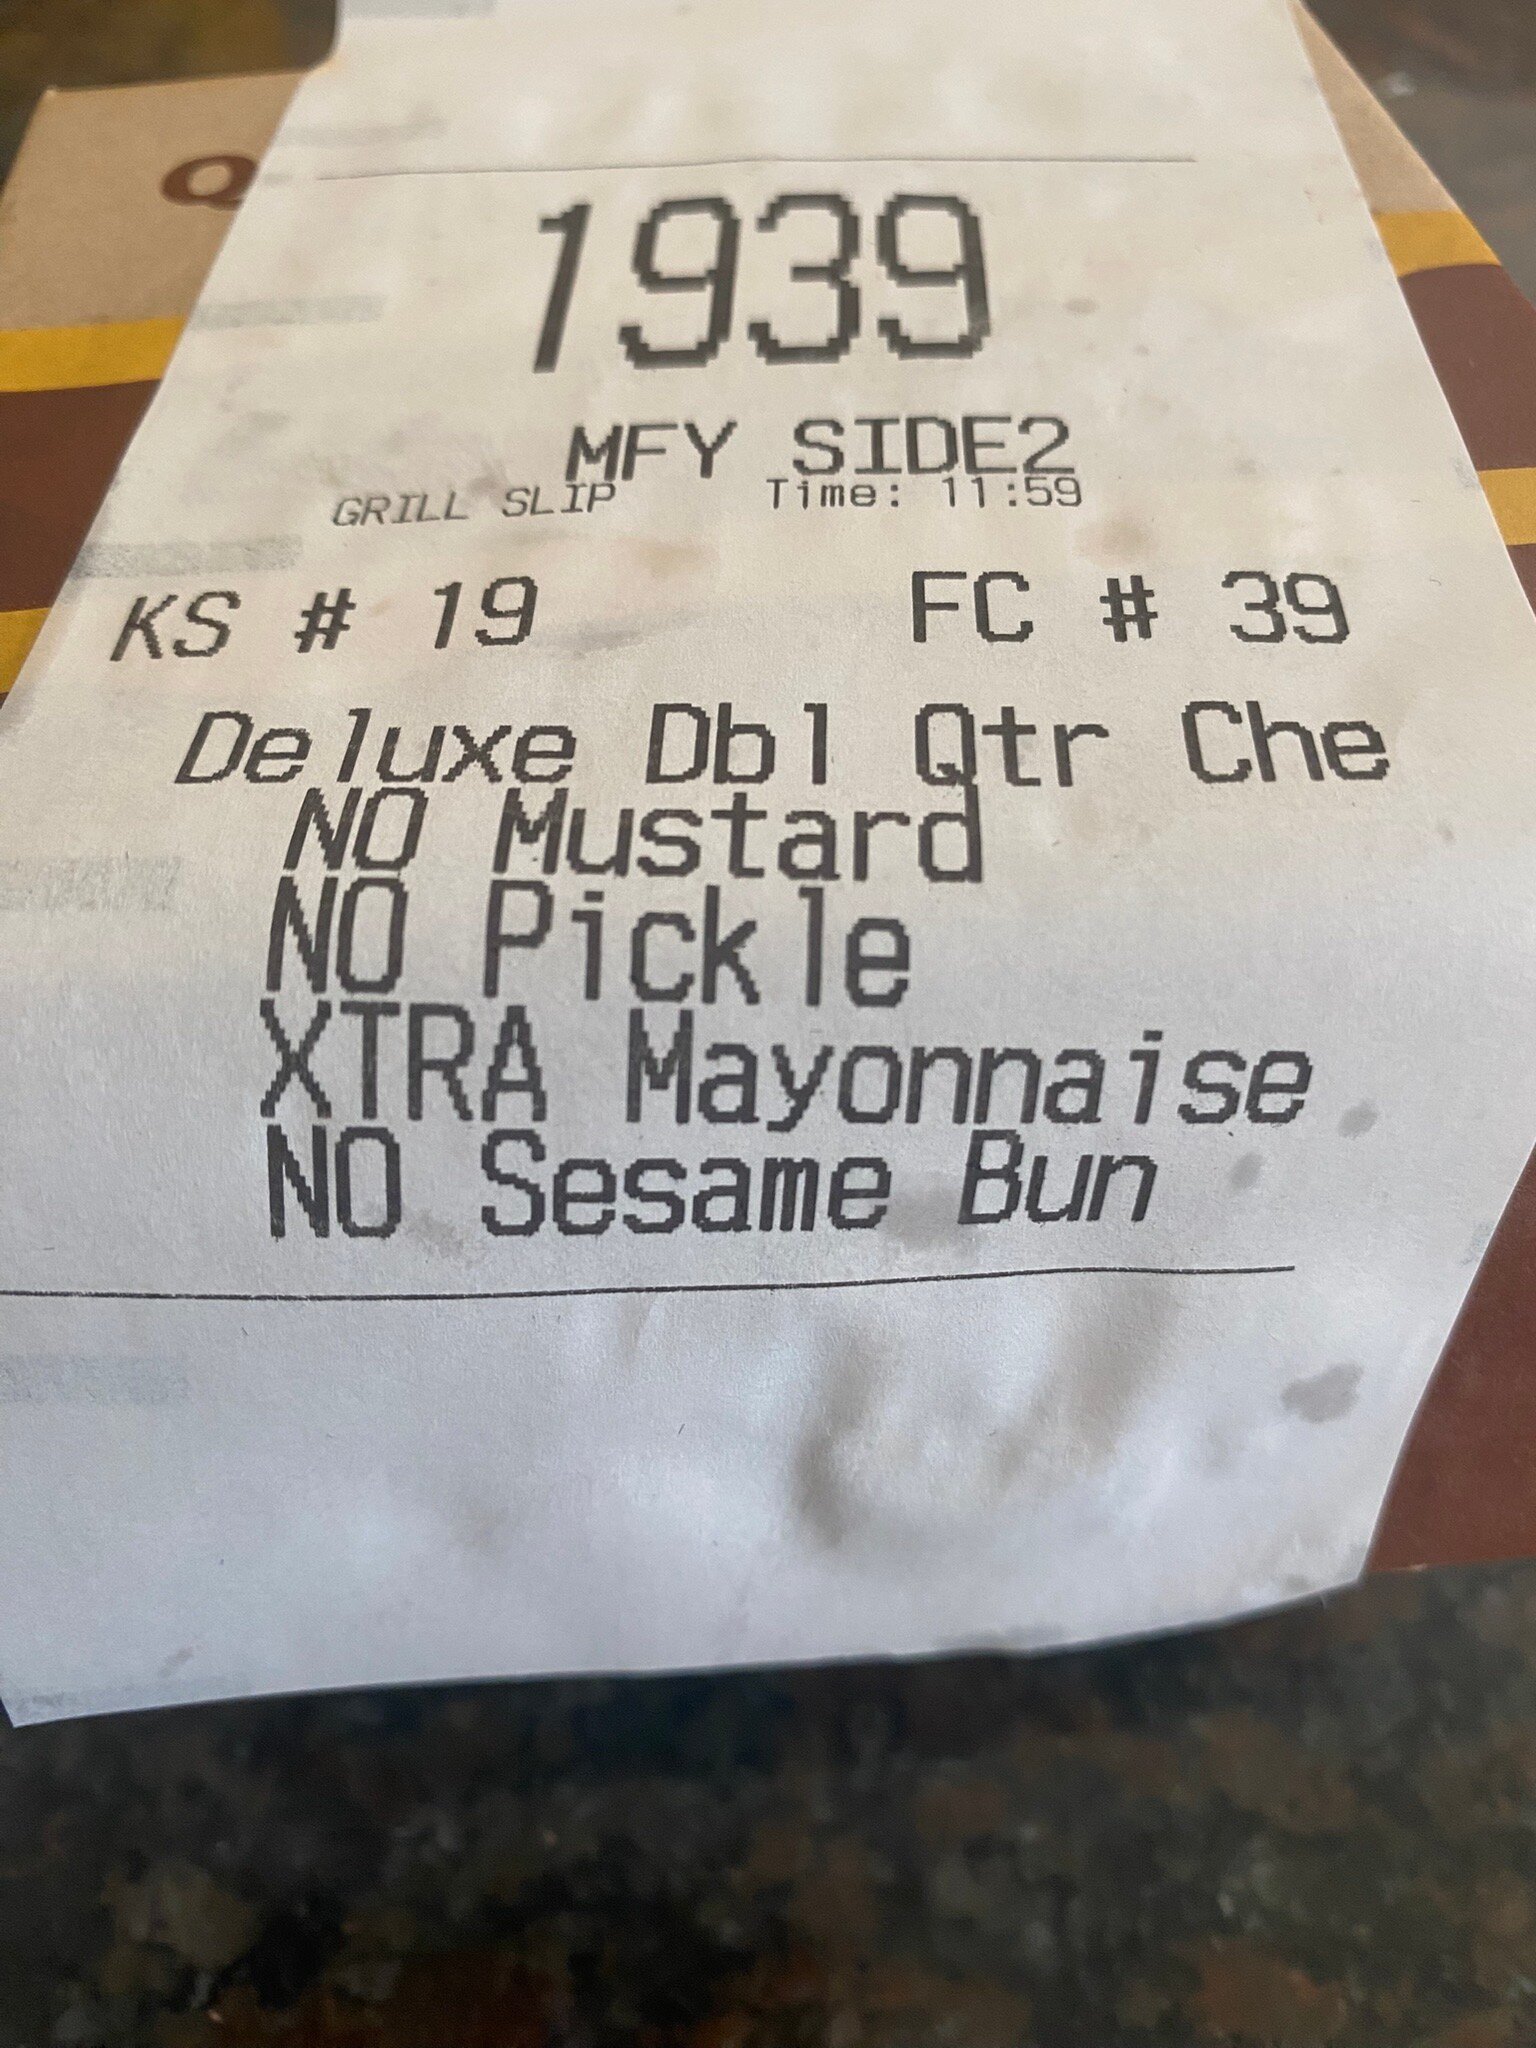 Q
1939
MFY SIDE2
GRILL SLIP Time: 11:59
KS # 19 FC # 39
Deluxe Dbl Qtr Che
NO Mustard
NO Pickle
XTRA Mayonnaise
NO Sesame Bun